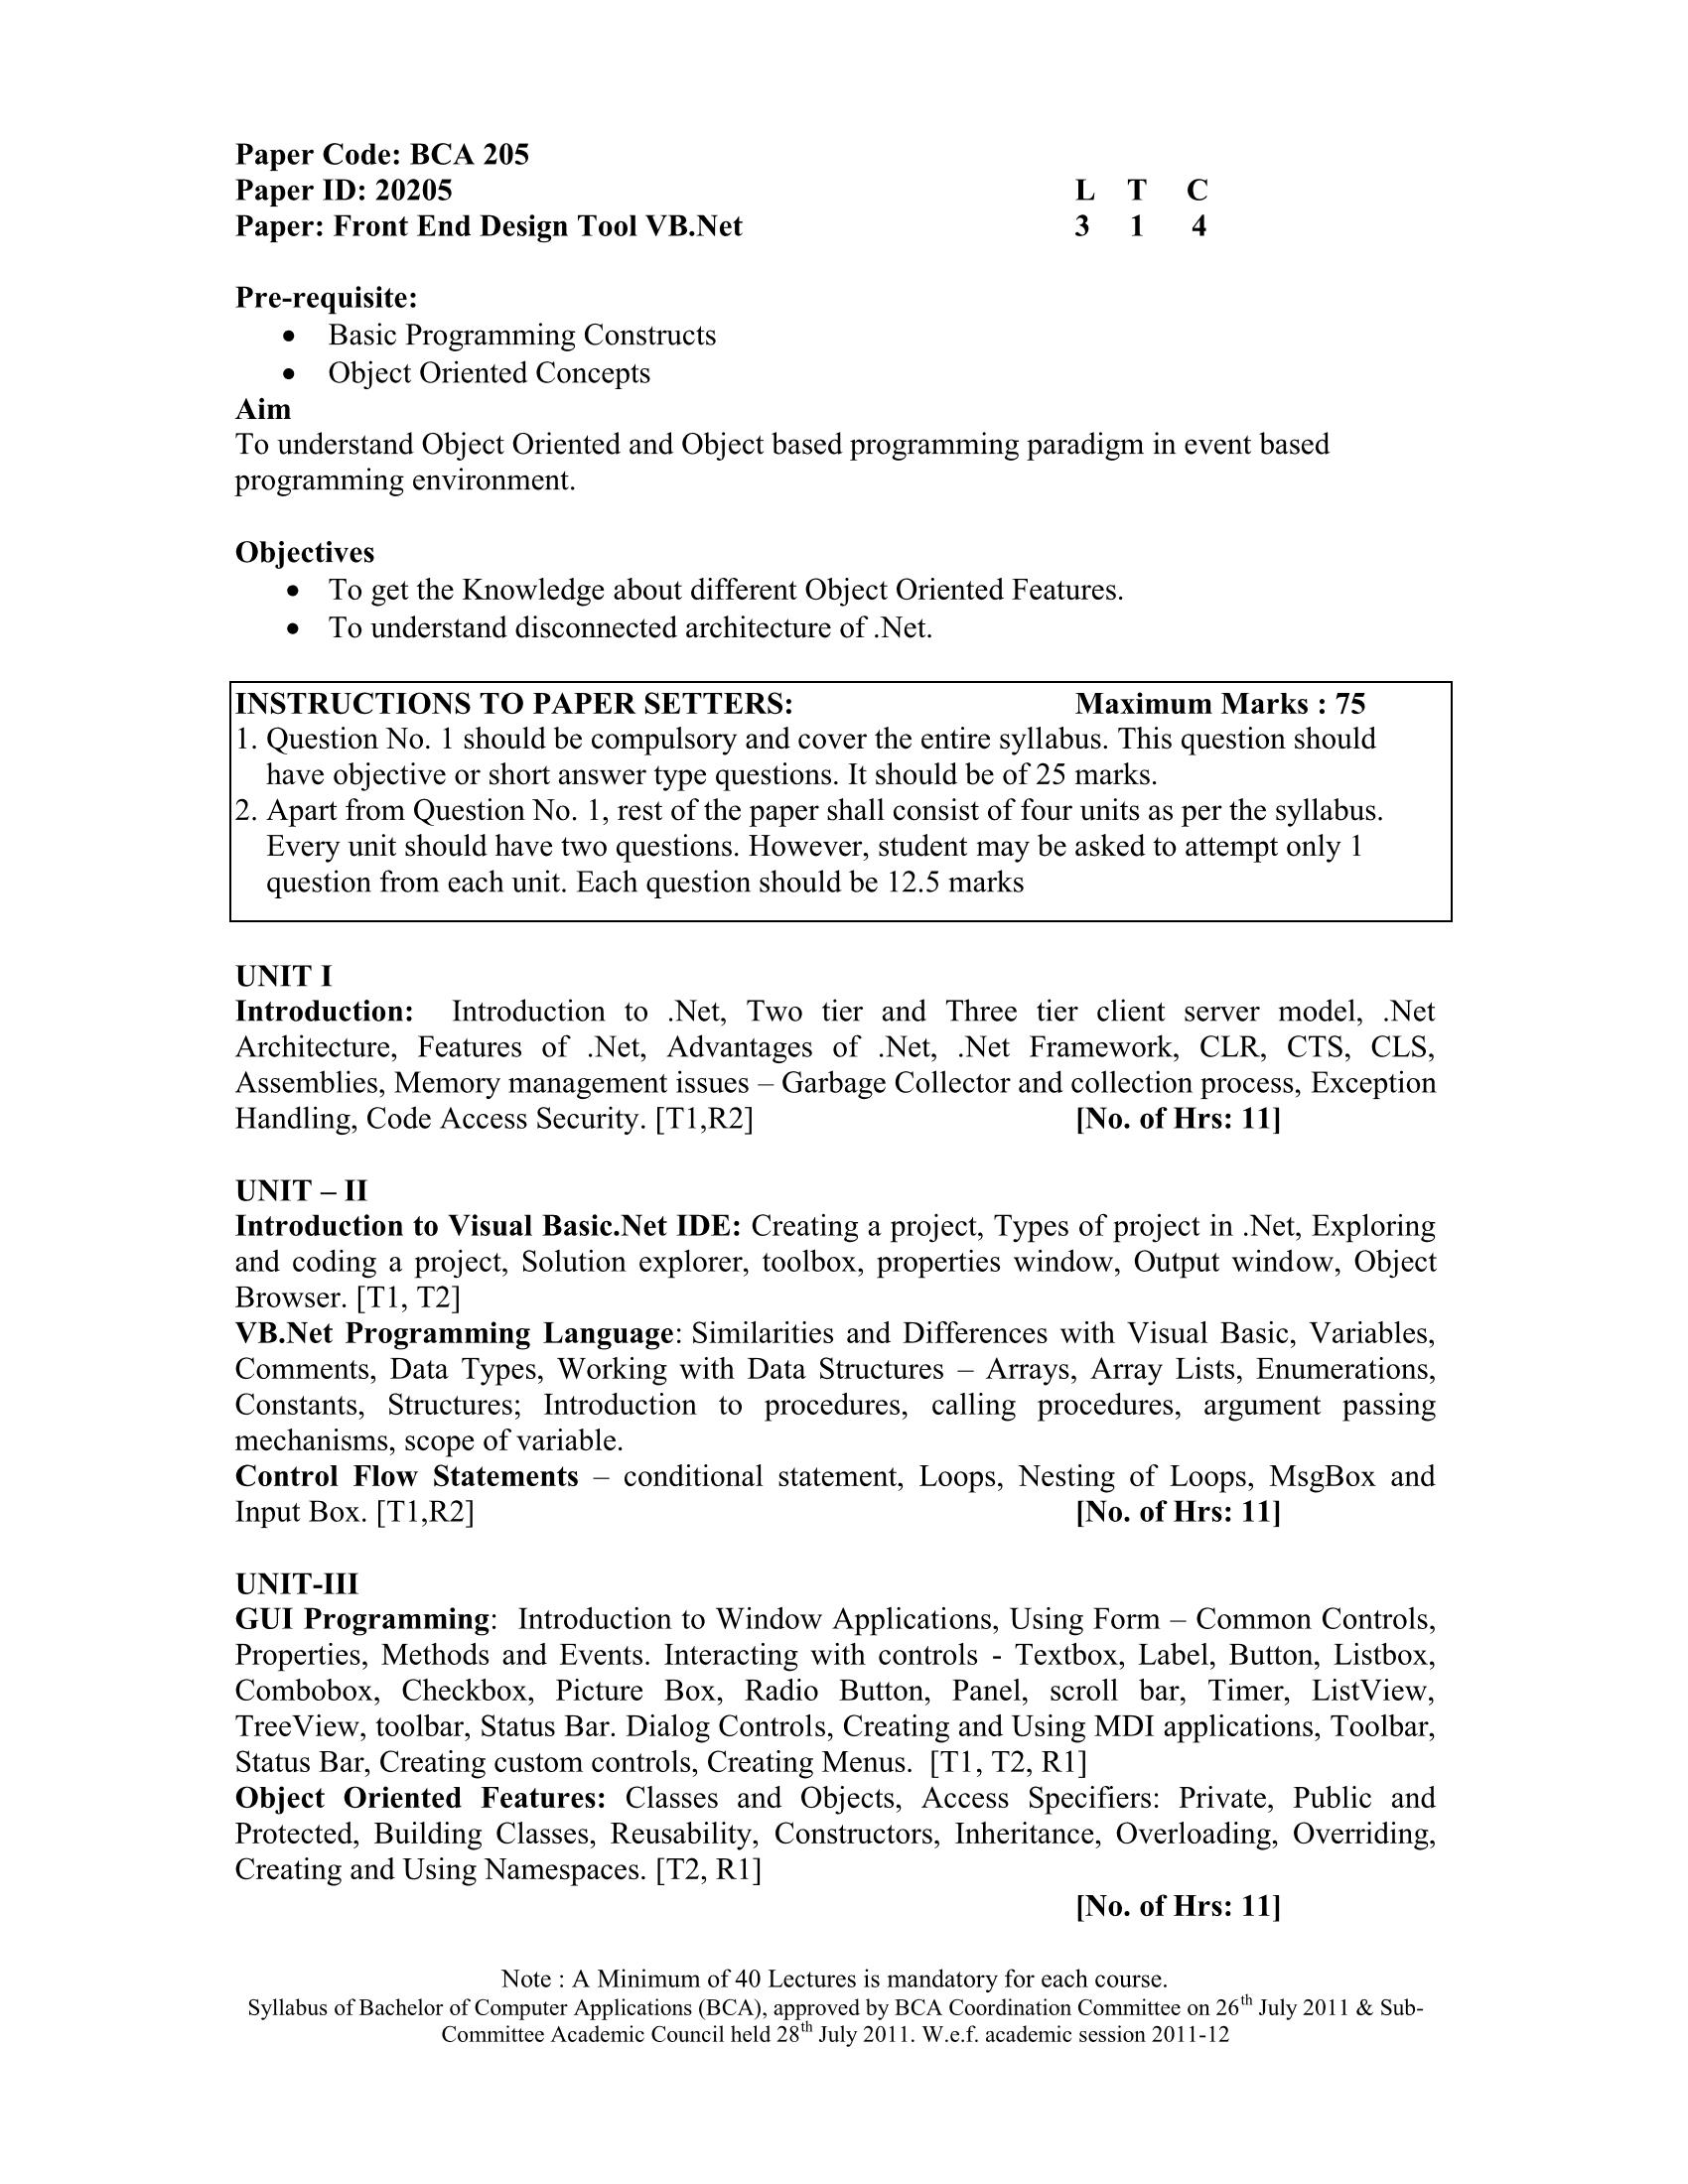 Paper Code: BCA 205
Paper ID: 20205 L T C
Paper: Front End Design Tool VB.Net 3 1 4
Pre-requisite:
• Basic Programming Constructs
• Object Oriented Concepts
Aim
To understand Object Oriented and Object based programming paradigm in event based
programming environment.
Objectives
• To get the Knowledge about different Object Oriented Features.
• To understand disconnected architecture of .Net.
INSTRUCTIONS TO PAPER SETTERS: Maximum Marks : 75
1. Question No. 1 should be compulsory and cover the entire syllabus. This question should
have objective or short answer type questions. It should be of 25 marks.
2. Apart from Question No. 1, rest of the paper shall consist of four units as per the syllabus.
Every unit should have two questions. However, student may be asked to attempt only 1
question from each unit. Each question should be 12.5 marks
UNIT I
Introduction: Introduction to .Net, Two tier and Three tier client server model, .Net
Architecture, Features of .Net, Advantages of .Net, .Net Framework, CLR, CTS, CLS,
Assemblies, Memory management issues – Garbage Collector and collection process, Exception
Handling, Code Access Security. [T1,R2] [No. of Hrs: 11]
UNIT – II
Introduction to Visual Basic.Net IDE: Creating a project, Types of project in .Net, Exploring
and coding a project, Solution explorer, toolbox, properties window, Output window, Object
Browser. [T1, T2]
VB.Net Programming Language: Similarities and Differences with Visual Basic, Variables,
Comments, Data Types, Working with Data Structures – Arrays, Array Lists, Enumerations,
Constants, Structures; Introduction to procedures, calling procedures, argument passing
mechanisms, scope of variable.
Control Flow Statements – conditional statement, Loops, Nesting of Loops, MsgBox and
Input Box. [T1,R2] [No. of Hrs: 11]
UNIT-III
GUI Programming: Introduction to Window Applications, Using Form – Common Controls,
Properties, Methods and Events. Interacting with controls - Textbox, Label, Button, Listbox,
Combobox, Checkbox, Picture Box, Radio Button, Panel, scroll bar, Timer, ListView,
TreeView, toolbar, Status Bar. Dialog Controls, Creating and Using MDI applications, Toolbar,
Status Bar, Creating custom controls, Creating Menus. [T1, T2, R1]
Object Oriented Features: Classes and Objects, Access Specifiers: Private, Public and
Protected, Building Classes, Reusability, Constructors, Inheritance, Overloading, Overriding,
Creating and Using Namespaces. [T2, R1]
[No. of Hrs: 11]
Note : A Minimum of 40 Lectures is mandatory for each course.
Syllabus of Bachelor of Computer Applications (BCA), approved by BCA Coordination Committee on 26th July 2011 & Sub-
Committee Academic Council held 28th July 2011. W.e.f. academic session 2011-12